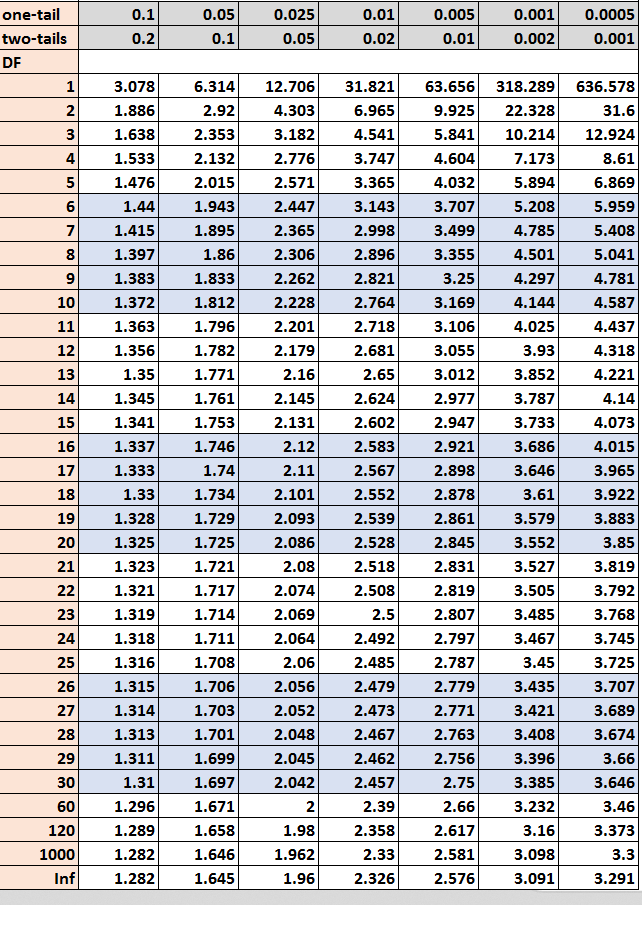 one-tail 0.1 0.05 0.025 0.01 0.005 0.001 0.0005
two-tails 0.2 0.1 0.05 0.02 0.01 0.002 0.001
DF
1 3.078 6.314 12.706 31.821 63.656 318.289 636.578
2 1.886 2.92 4.303 6.965 9.925 22.328 31.6
3 1.638 2.353 3.182 4.541 5.841 10.214 12.924
4 1.533 2.132 2.776 3.747 4.604 7.173 8.61
5 1.476 2.015 2.571 3.365 4.032 5.894 6.869
6 1.44 1.943 2.447 3.143 3.707 5.208 5.959
7 1.415 1.895 2.365 2.998 3.499 4.785 5.408
8 1.397 1.86 2.306 2.896 3.355 4.501 5.041
9 1.383 1.833 2.262 2.821 3.25 4.297 4.781
10 1.372 1.812 2.228 2.764 3.169 4.144 4.587
11 1.363 1.796 2.201 2.718 3.106 4.025 4.437
12 1.356 1.782 2.179 2.681 3.055 3.93 4.318
13 1.35 1.771 2.16 2.65 3.012 3.852 4.221
14 1.345 1.761 2.145 2.624 2.977 3.787 4.14
15 1.341 1.753 2.131 2.602 2.947 3.733 4.073
16 1.337 1.746 2.12 2.583 2.921 3.686 4.015
17 1.333 1.74 2.11 2.567 2.898 3.646 3.965
18 1.33 1.734 2.101 2.552 2.878 3.61 3.922
19 1.328 1.729 2.093 2.539 2.861 3.579 3.883
20 1.325 1.725 2.086 2.528 2.845 3.552 3.85
21 1.323 1.721 2.08 2.518 2.831 3.527 3.819
22 1.321 1.717 2.074 2.508 2.819 3.505 3.792
23 1.319 1.714 2.069 2.5 2.807 3.485 3.768
24 1.318 1.711 2.064 2.492 2.797 3.467 3.745
25 1.316 1.708 2.06 2.485 2.787 3.45 3.725
26 1.315 1.706 2.056 2.479 2.779 3.435 3.707
27 1.314 1.703 2.052 2.473 2.771 3.421 3.689
28 1.313 1.701 2.048 2.467 2.763 3.408 3.674
29 1.311 1.699 2.045 2.462 2.756 3.396 3.66
30 1.31 1.697 2.042 2.457 2.75 3.385 3.646
60 1.296 1.671 2 2.39 2.66 3.232 3.46
120 1.289 1.658 1.98 2.358 2.617 3.16 3.373
1000 1.282 1.646 1.962 2.33 2.581 3.098 3.3
Inf 1.282 1.645 1.96 2.326 2.576 3.091 3.291